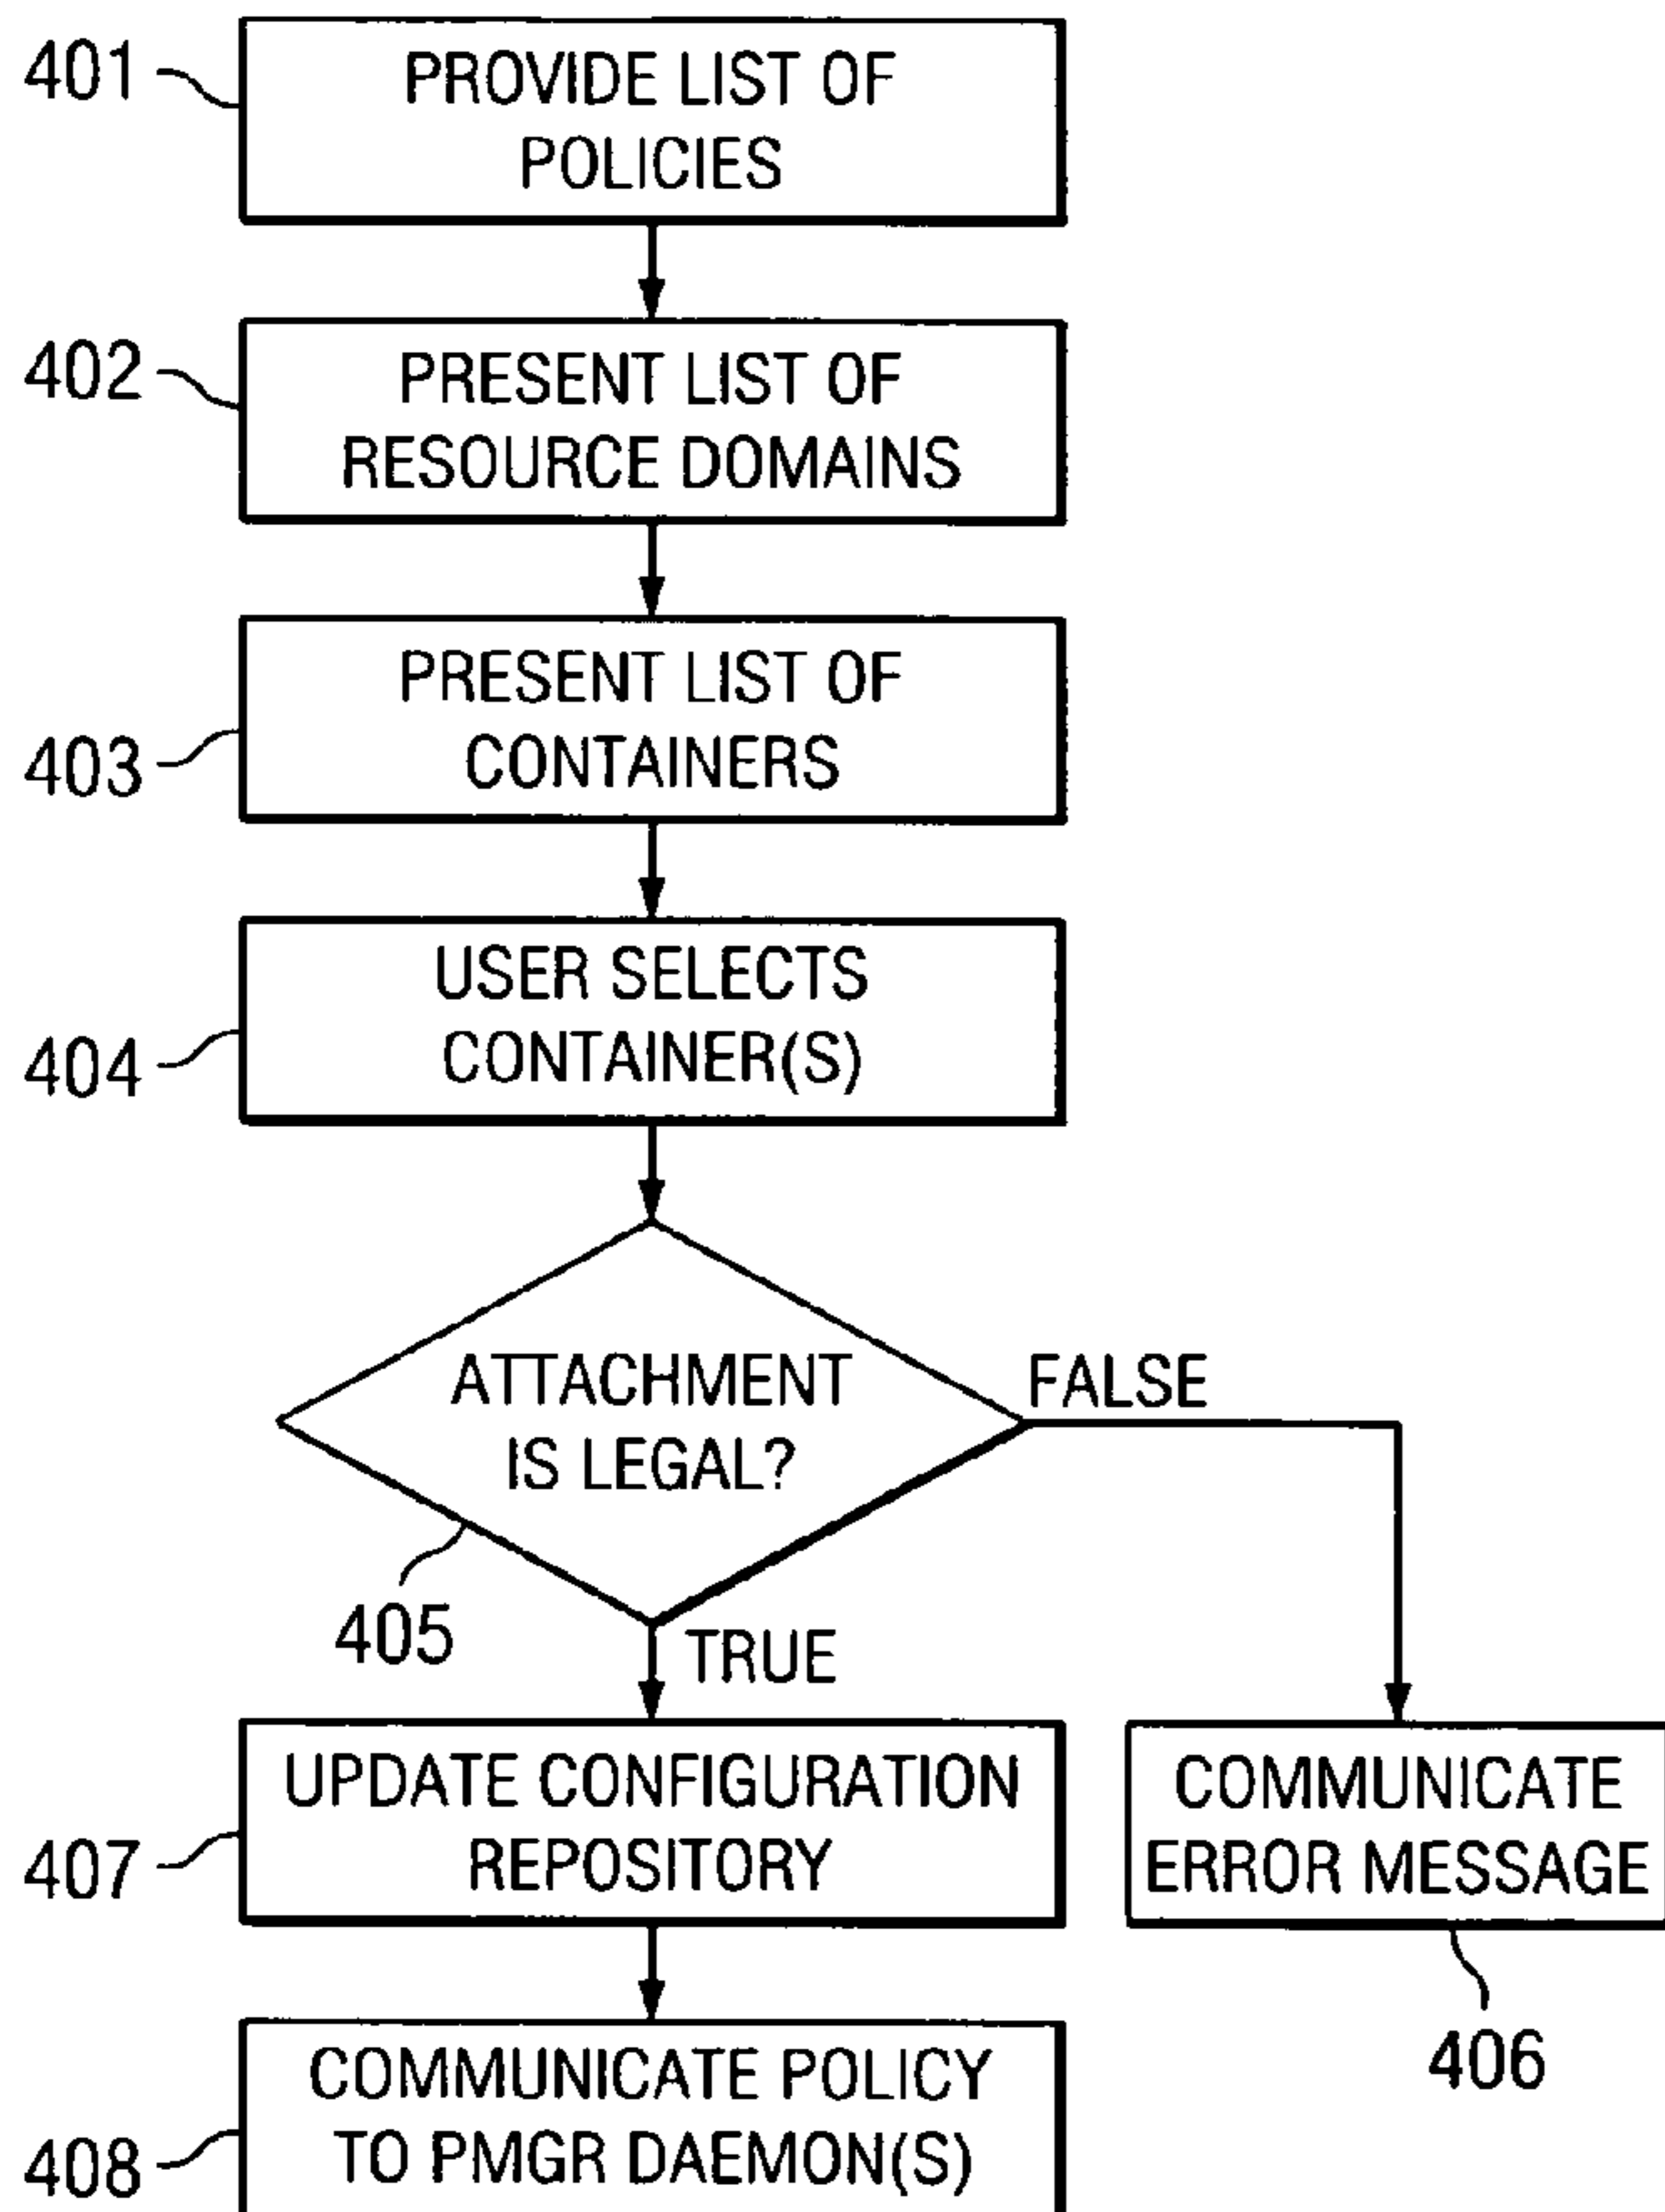 401
PROVIDE LIST OF
POLICIES
402
PRESENT LIST OF
RESOURCE DOMAINS
PRESENT LIST OF
CONTAINERS
403
USER SELECTS
CONTAINER(S)
404
ATTACHMENT
IS LEGAL?
FALSE
405
TRUE
UPDATE CONFIGURATION
REPOSITORY
407
COMMUNICATE
ERROR MESSAGE
406
COMMUNICATE POLICY
TO PMGR DAEMON(S)
408